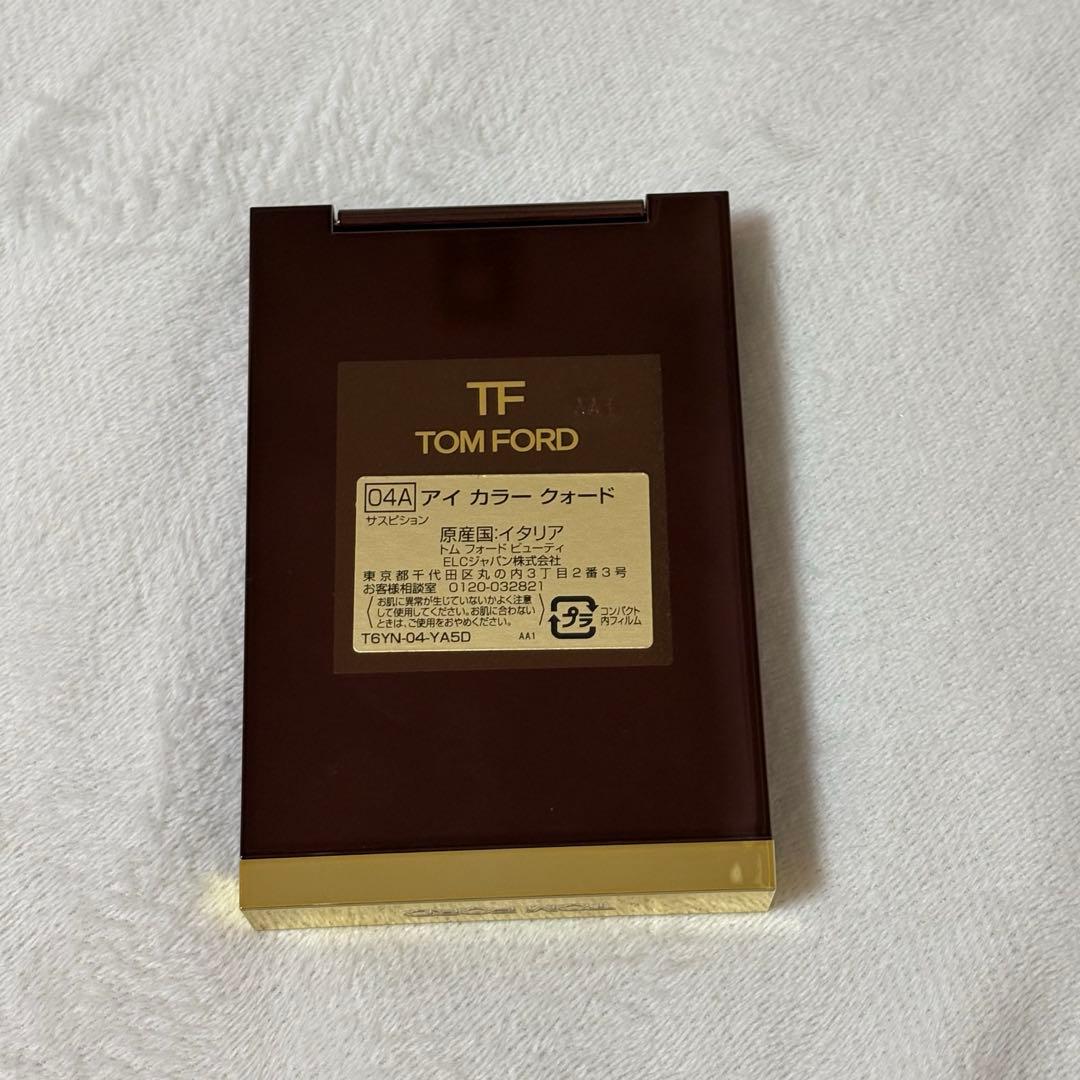 TF
TOM FORD
04A アイ カラー クォード
サスピション
原産国:イタリア
トム フォード ビューティ
ELCジャパン株式会社
東京都千代田区丸の内3丁目2番3号
お客様相談室 0120-032821
お肌に異常が生じていないかよく注意
して使用してください。お肌に合わない
ときは、ご使用をおやめください。
プラ
コンパクト
内フィルム
T6YN-04-YA5D AA1
TOM FORD